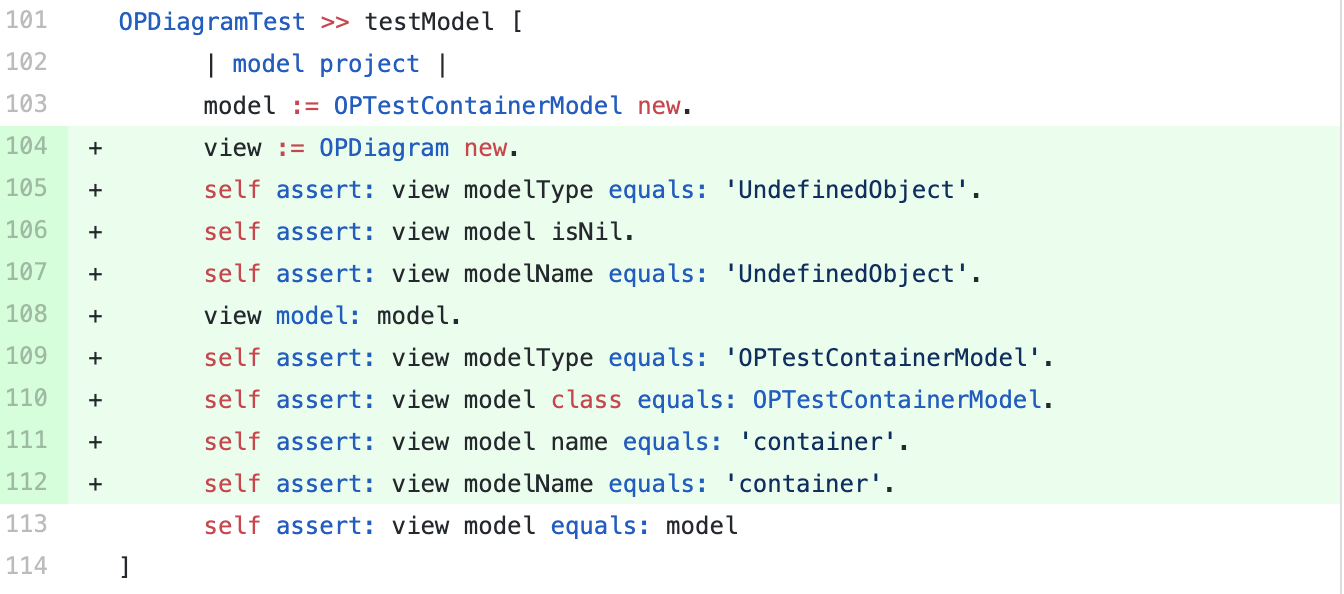 101 OPDiagramTest >> testModel [
102 | model project |
103 model := OPTestContainerModel new.
104 + view := OPDiagram new.
105 + self assert: view modelType equals: 'UndefinedObject'.
106 + self assert: view model isNil.
107 + self assert: view modelName equals: 'UndefinedObject'.
108 + view model: model.
109 + self assert: view modelType equals: 'OPTestContainerModel'.
110 + self assert: view model class equals: OPTestContainerModel.
111 + self assert: view model name equals: 'container'.
112 + self assert: view modelName equals: 'container'.
113 self assert: view model equals: model
114 ]